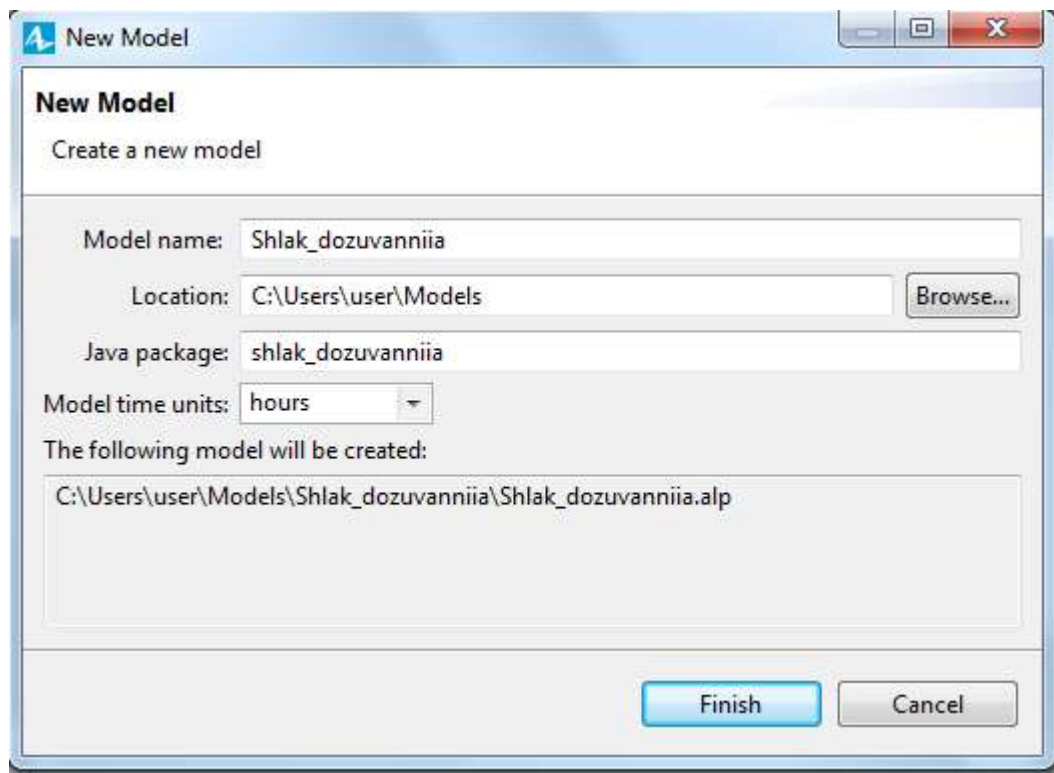 New Model
New Model
Create a new model
Model name: Shlak_dozuvanniia
Location: C:\Users\user\Models Browse...
Java package: shlak_dozuvanniia
Model time units: hours
The following model will be created:
C:\Users\user\Models\Shlak_dozuvanniia\Shlak_dozuvanniia.alp
Finish Cancel